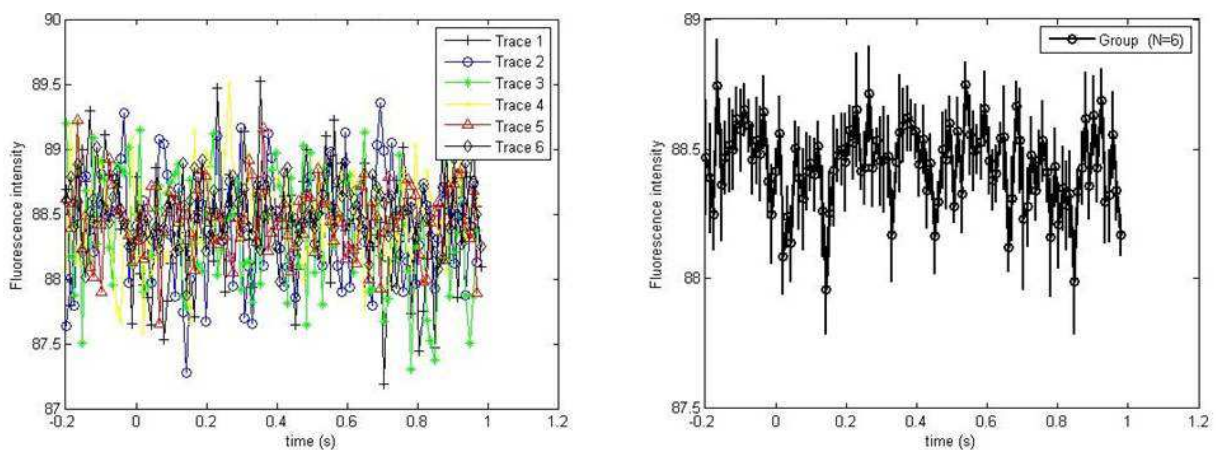 90
89.5
89
88.5
88
87.5
87
-0.2
0
0.2
0.4
0.6
0.8
1
1.2
Fluorescence intensity
time (s)
Trace 1
Trace 2
Trace 3
Trace 4
Trace 5
Trace 6
89
88.5
88
87.5
-0.2
0
0.2
0.4
0.6
0.8
1
1.2
Fluorescence intensity
time (s)
Group (N=6)